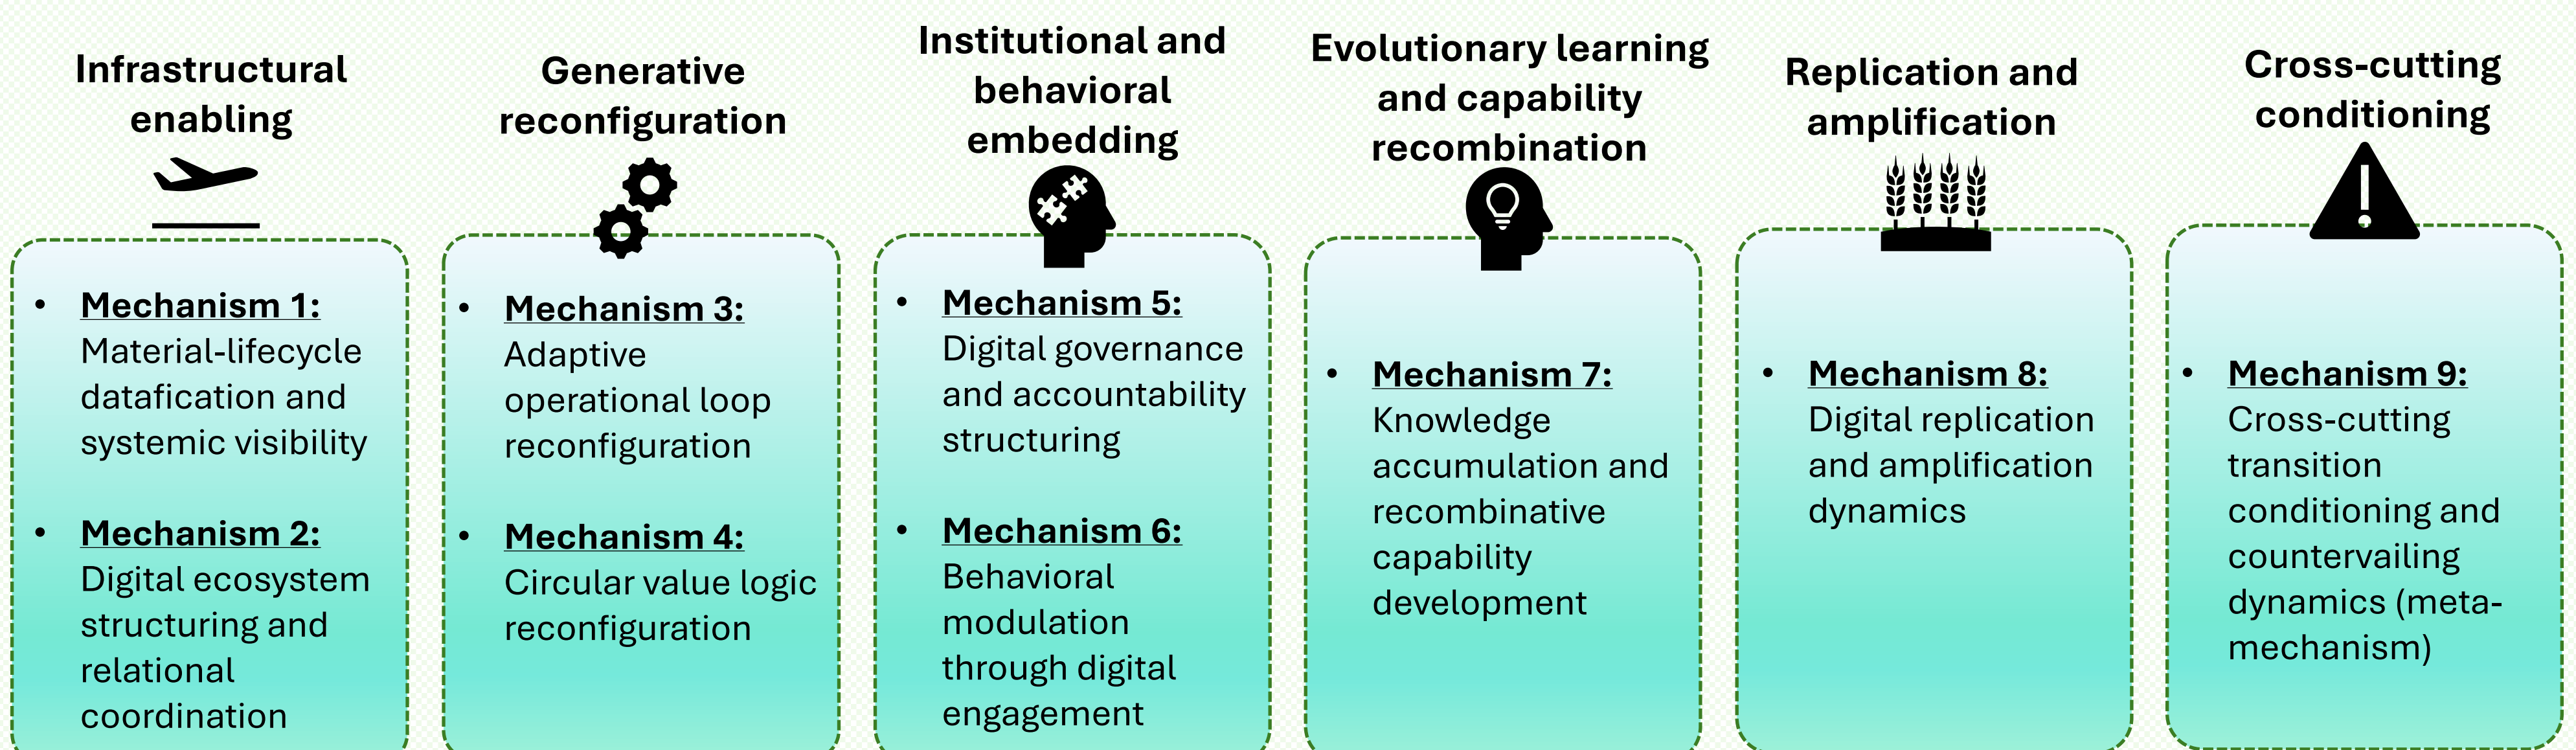 Infrastructural
enabling
• Mechanism 1:
Material-lifecycle
datafication and
systemic visibility
• Mechanism 2:
Digital ecosystem
structuring and
relational
coordination
Generative
reconfiguration
• Mechanism 3:
Adaptive
operational loop
reconfiguration
• Mechanism 4:
Circular value logic
reconfiguration
Institutional and
behavioral
embedding
• Mechanism 5:
Digital governance
and accountability
structuring
• Mechanism 6:
Behavioral
modulation
through digital
engagement
Evolutionary learning
and capability
recombination
• Mechanism 7:
Knowledge
accumulation and
recombinative
capability
development
Replication and
amplification
• Mechanism 8:
Digital replication
and amplification
dynamics
Cross-cutting
conditioning
• Mechanism 9:
Cross-cutting
transition
conditioning and
countervailing
dynamics (meta-
mechanism)